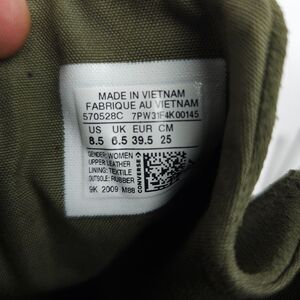 MADE IN VIETNAM
FABRIQUE AU VIETNAM
570528C 7PW31F4K00145
US UK EUR CM
8.5 6.5 39.5 25
GENDER: WOMEN
UPPER: LEATHER
LINING: TEXTILE
OUTSOLE: RUBBER
9K 2009 M88
CONVERSE